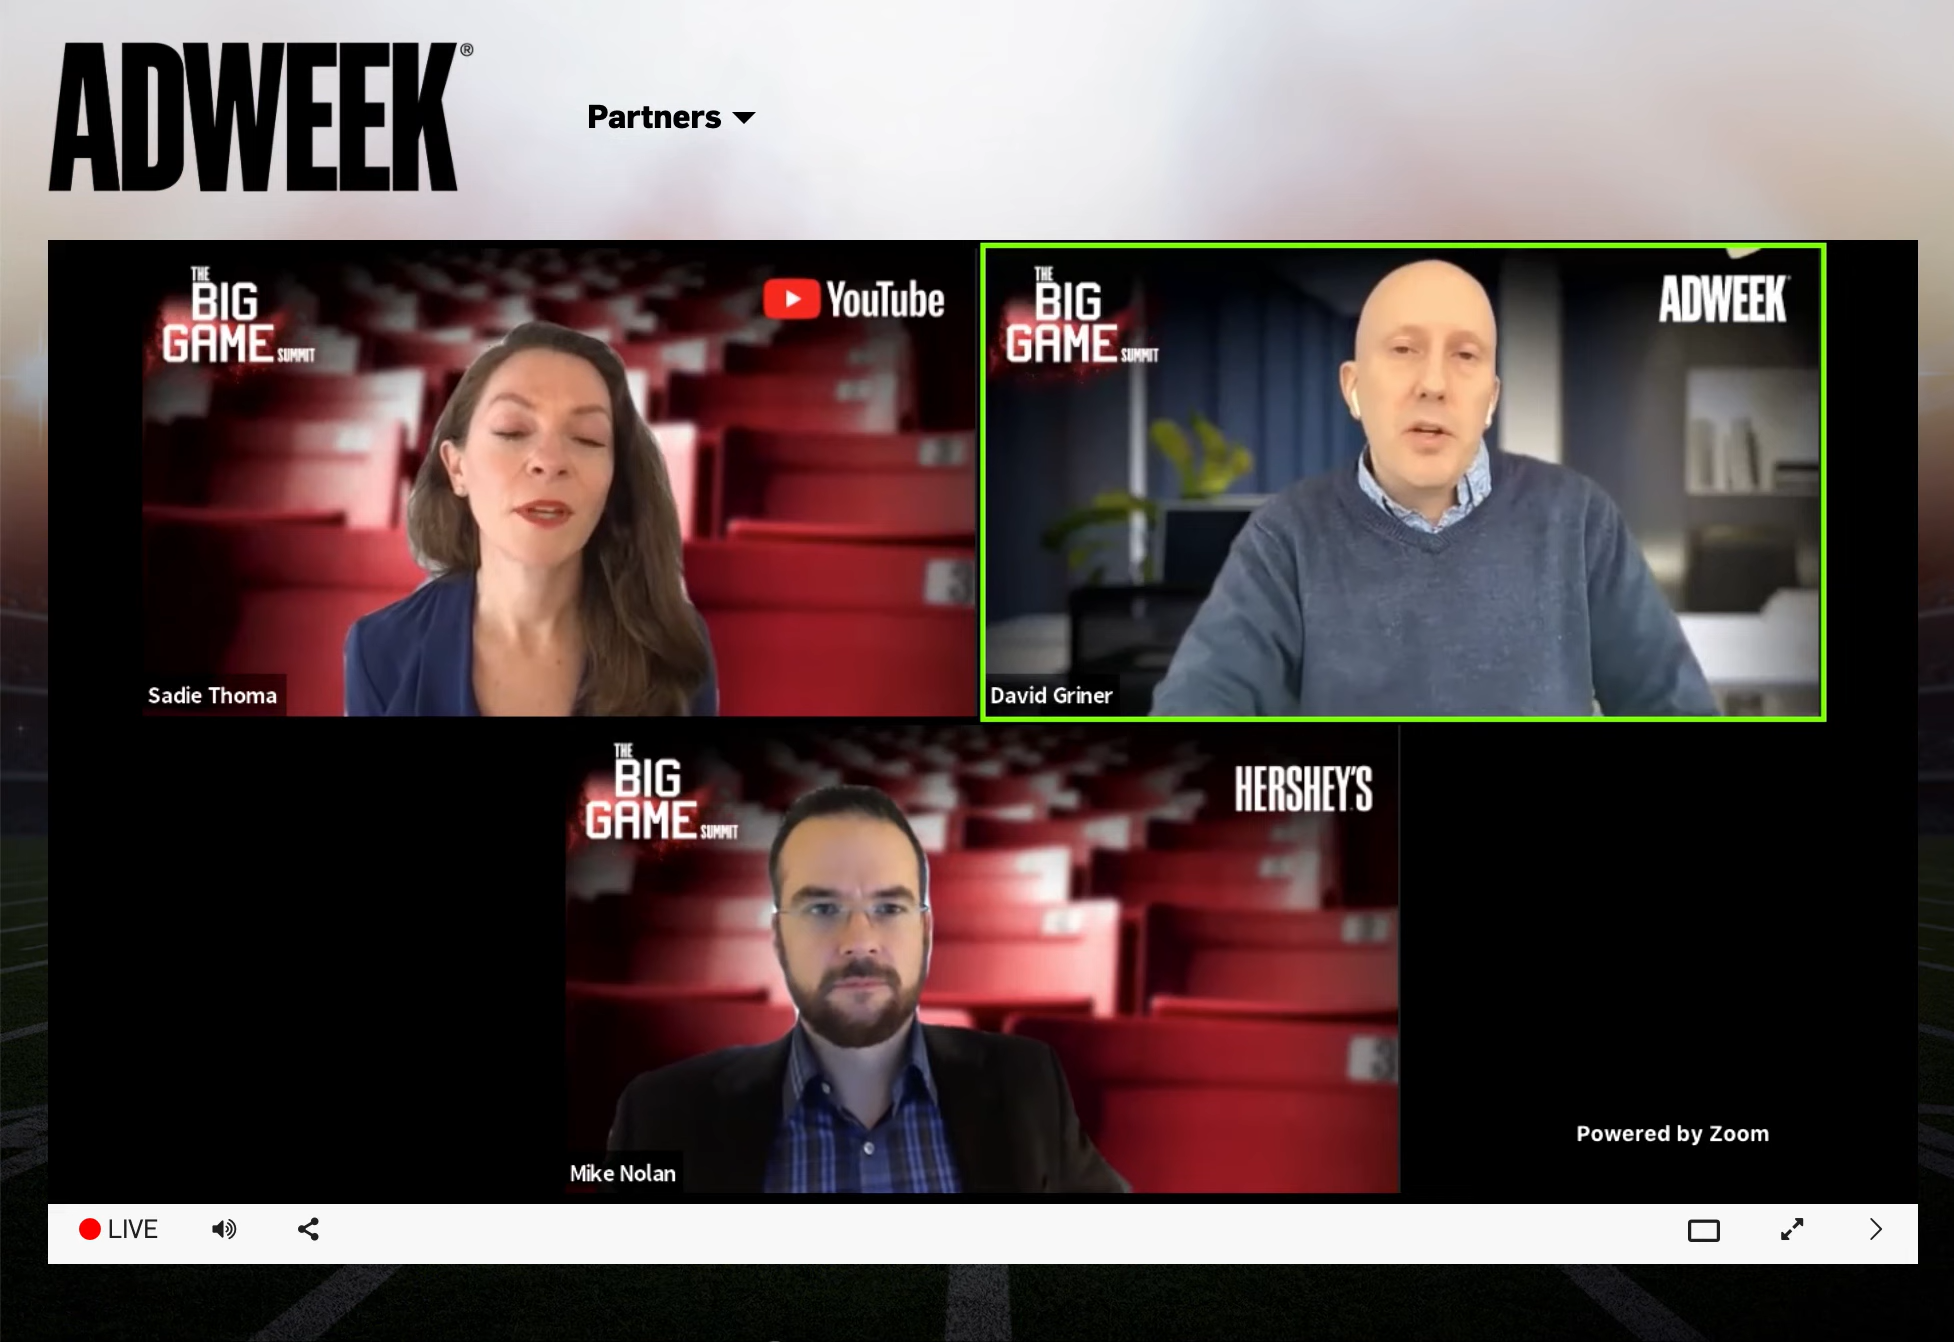 ADWEEK®
Partners
THE
BIG
GAME SUMMIT
YouTube
Sadie Thoma
THE
BIG
GAME SUMMIT
ADWEEK
David Griner
THE
BIG
GAME SUMMIT
HERSHEY'S
3
Mike Nolan
Powered by Zoom
LIVE